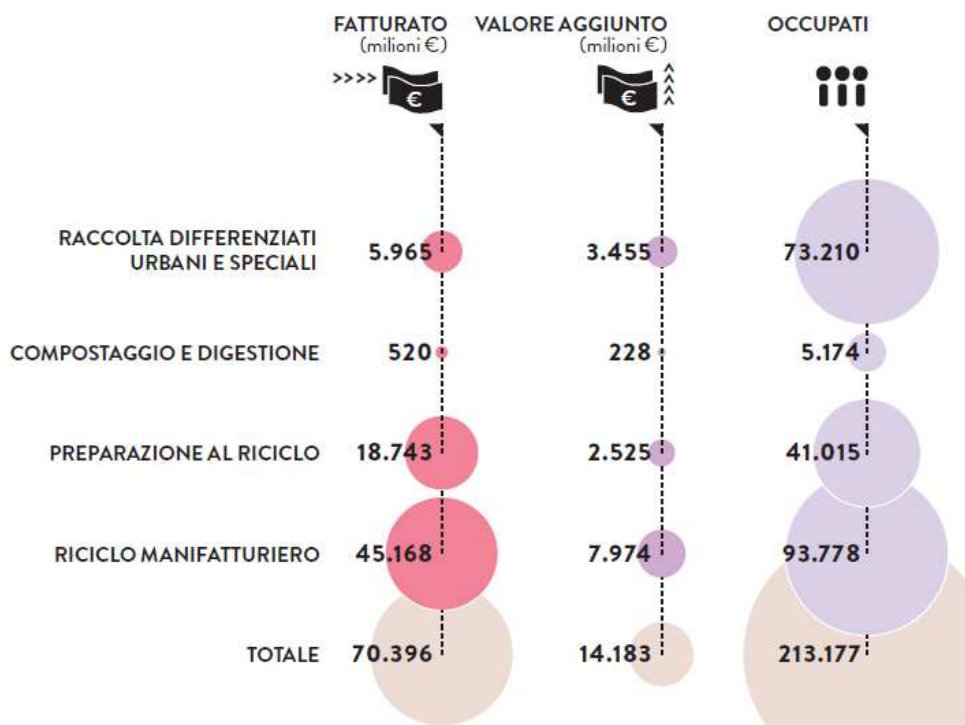 FATTURATO
(milioni €)
VALORE AGGIUNTO
(milioni €)
OCCUPATI
>>>>
€
€
>>>>
RACCOLTA DIFFERENZIATI
URBANI E SPECIALI
5.965
3.455
73.210
COMPOSTAGGIO E DIGESTIONE
520
228
5.174
PREPARAZIONE AL RICICLO
18.743
2.525
41.015
RICICLO MANIFATTURIERO
45.168
7.974
93.778
TOTALE
70.396
14.183
213.177